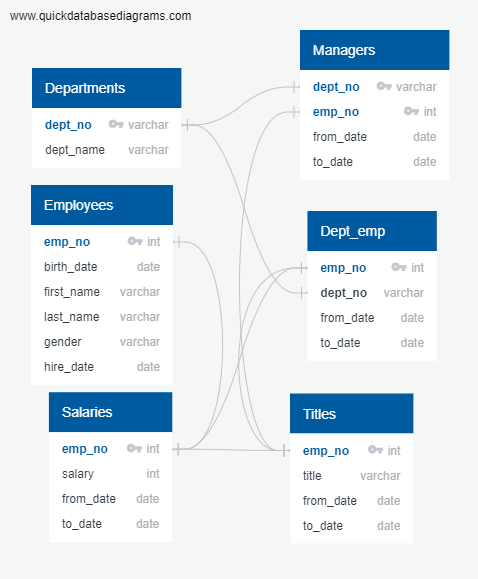 www.quickdatabasediagrams.com
Departments
dept_no varchar
dept_name varchar
Managers
dept_no varchar
emp_no int
from_date date
to_date date
Employees
emp_no int
birth_date date
first_name varchar
last_name varchar
gender varchar
hire_date date
Dept_emp
emp_no int
dept_no varchar
from_date date
to_date date
Salaries
emp_no int
salary int
from_date date
to_date date
Titles
emp_no int
title varchar
from_date date
to_date date